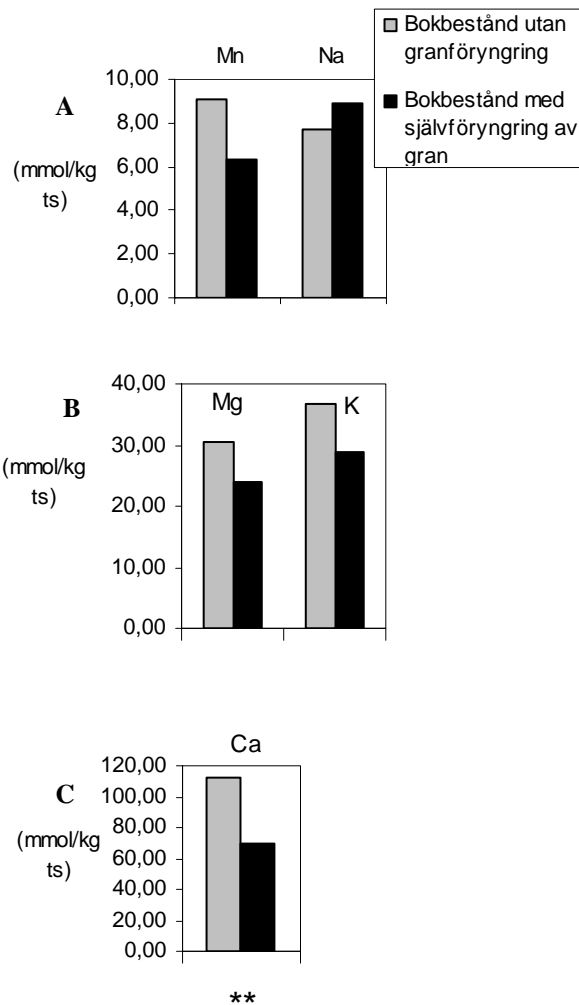 Bokbestånd utan
granföryngring
Bokbestånd med
självföryngring av
gran
Mn Na
A
(mmol/kg
ts)
10,00
8,00
6,00
4,00
2,00
0,00
B
(mmol/kg
ts)
Mg K
40,00
30,00
20,00
10,00
0,00
Ca
C
(mmol/kg
ts)
120,00
100,00
80,00
60,00
40,00
20,00
0,00
**